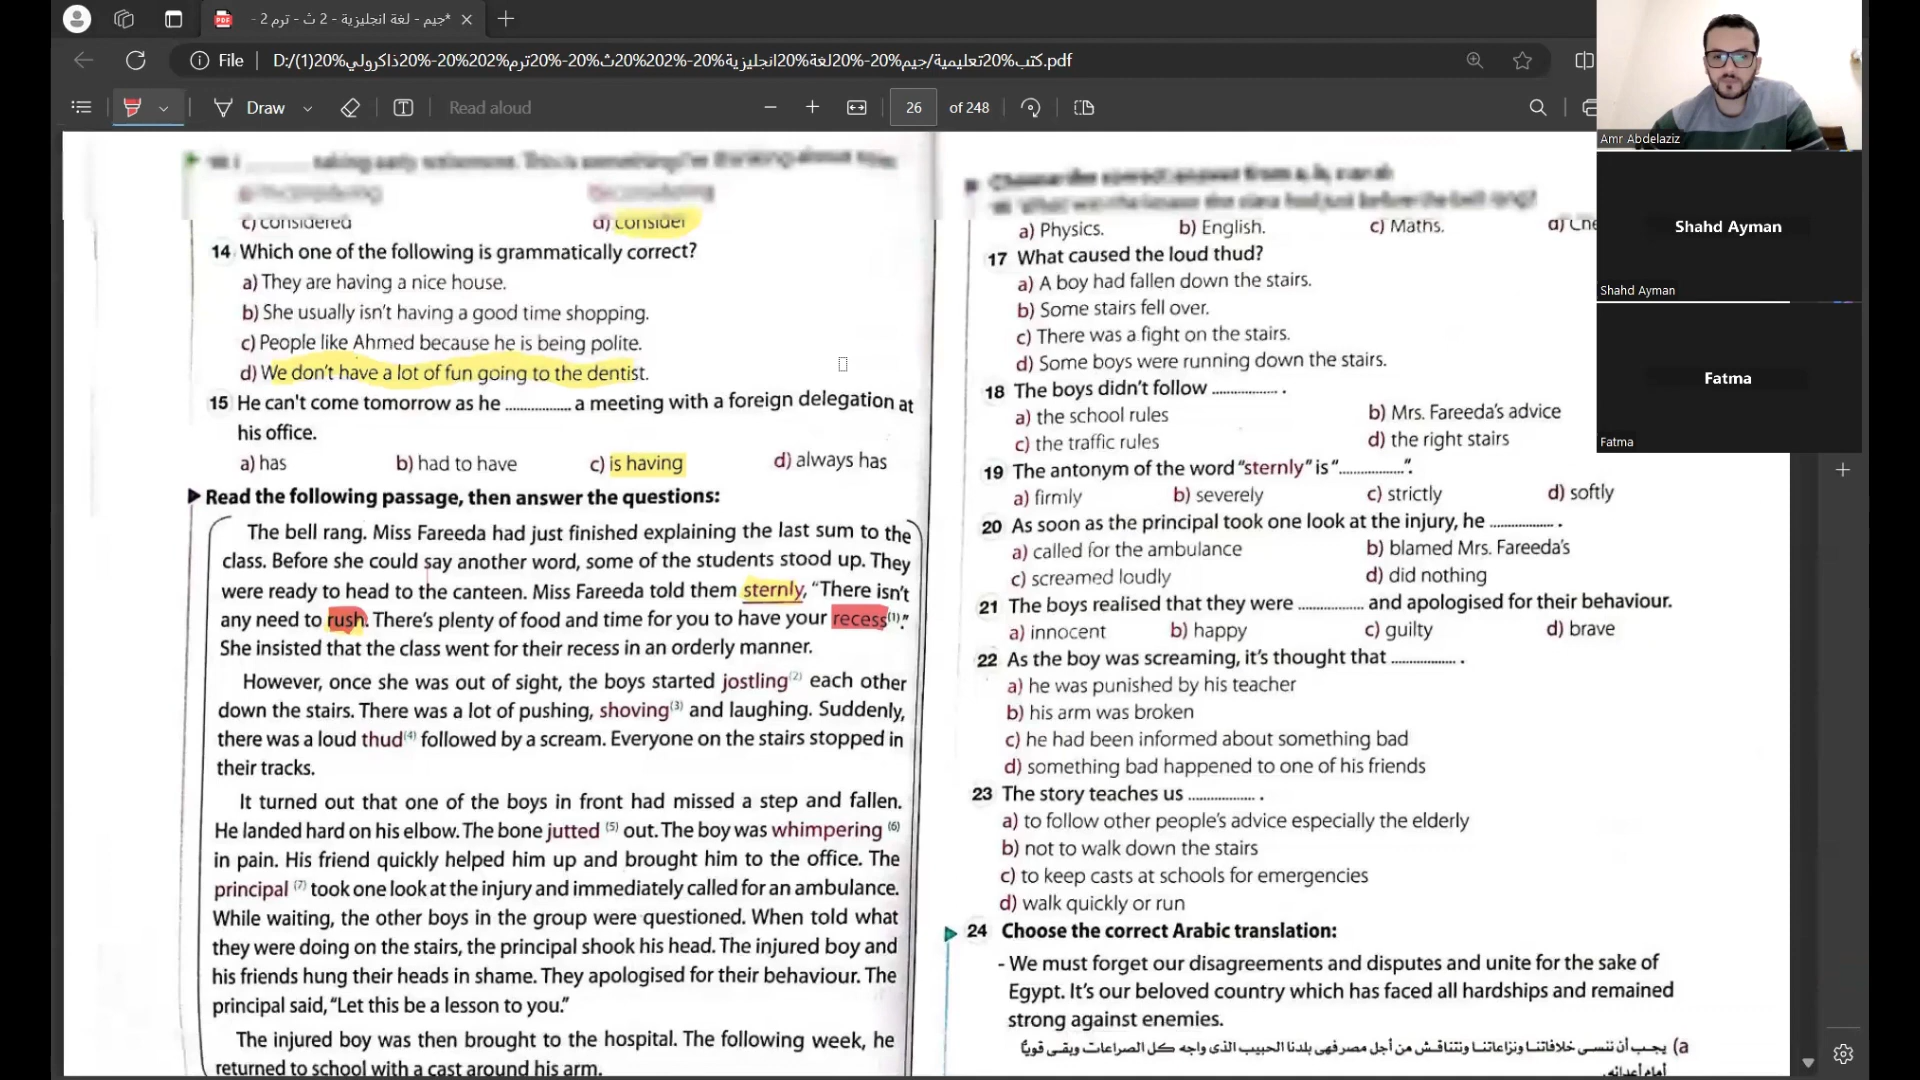 *جيم - لغة انجليزية - 2 ث - ترم 2 -
File
D:/(1)ذاكرولي%20-%20ترم%202%20-%20ث%202%20-%20انجليزية%20لغة%20-%20جيم/تعليمية%20كتب.pdf
Draw
Read aloud
26 of 248
Amr Abdelaziz
Shahd Ayman
Shahd Ayman
Fatma
Fatma
c) considered
d) consider
14 Which one of the following is grammatically correct?
a) They are having a nice house.
b) She usually isn't having a good time shopping.
c) People like Ahmed because he is being polite.
d) We don't have a lot of fun going to the dentist.
15 He can't come tomorrow as he ................ a meeting with a foreign delegation at
his office.
a) has b) had to have c) is having d) always has
Read the following passage, then answer the questions:
The bell rang. Miss Fareeda had just finished explaining the last sum to the
class. Before she could say another word, some of the students stood up. They
were ready to head to the canteen. Miss Fareeda told them sternly, “There isn't
any need to rush. There's plenty of food and time for you to have your recess(1).”
She insisted that the class went for their recess in an orderly manner.
However, once she was out of sight, the boys started jostling(2) each other
down the stairs. There was a lot of pushing, shoving(3) and laughing. Suddenly,
there was a loud thud(4) followed by a scream. Everyone on the stairs stopped in
their tracks.
It turned out that one of the boys in front had missed a step and fallen.
He landed hard on his elbow. The bone jutted (5) out. The boy was whimpering (6)
in pain. His friend quickly helped him up and brought him to the office. The
principal (7) took one look at the injury and immediately called for an ambulance.
While waiting, the other boys in the group were questioned. When told what
they were doing on the stairs, the principal shook his head. The injured boy and
his friends hung their heads in shame. They apologised for their behaviour. The
principal said, “Let this be a lesson to you.”
The injured boy was then brought to the hospital. The following week, he
returned to school with a cast around his arm.
Choose the correct answer from a, b, c or d:
a) Physics. b) English. c) Maths. d) Che
17 What caused the loud thud?
a) A boy had fallen down the stairs.
b) Some stairs fell over.
c) There was a fight on the stairs.
d) Some boys were running down the stairs.
18 The boys didn't follow ................ .
a) the school rules b) Mrs. Fareeda's advice
c) the traffic rules d) the right stairs
19 The antonym of the word “sternly” is “................”.
a) firmly b) severely c) strictly d) softly
20 As soon as the principal took one look at the injury, he ................ .
a) called for the ambulance b) blamed Mrs. Fareeda's
c) screamed loudly d) did nothing
21 The boys realised that they were ................ and apologised for their behaviour.
a) innocent b) happy c) guilty d) brave
22 As the boy was screaming, it's thought that ................ .
a) he was punished by his teacher
b) his arm was broken
c) he had been informed about something bad
d) something bad happened to one of his friends
23 The story teaches us ................ .
a) to follow other people's advice especially the elderly
b) not to walk down the stairs
c) to keep casts at schools for emergencies
d) walk quickly or run
24 Choose the correct Arabic translation:
- We must forget our disagreements and disputes and unite for the sake of
Egypt. It's our beloved country which has faced all hardships and remained
strong against enemies.
a) يجب أن ننسى خلافاتنا ونزاعاتنا ونتناقش من أجل مصر فهى بلدنا الحبيب الذى واجه كل الصراعات وبقى قويًا
أمام أعدائه.